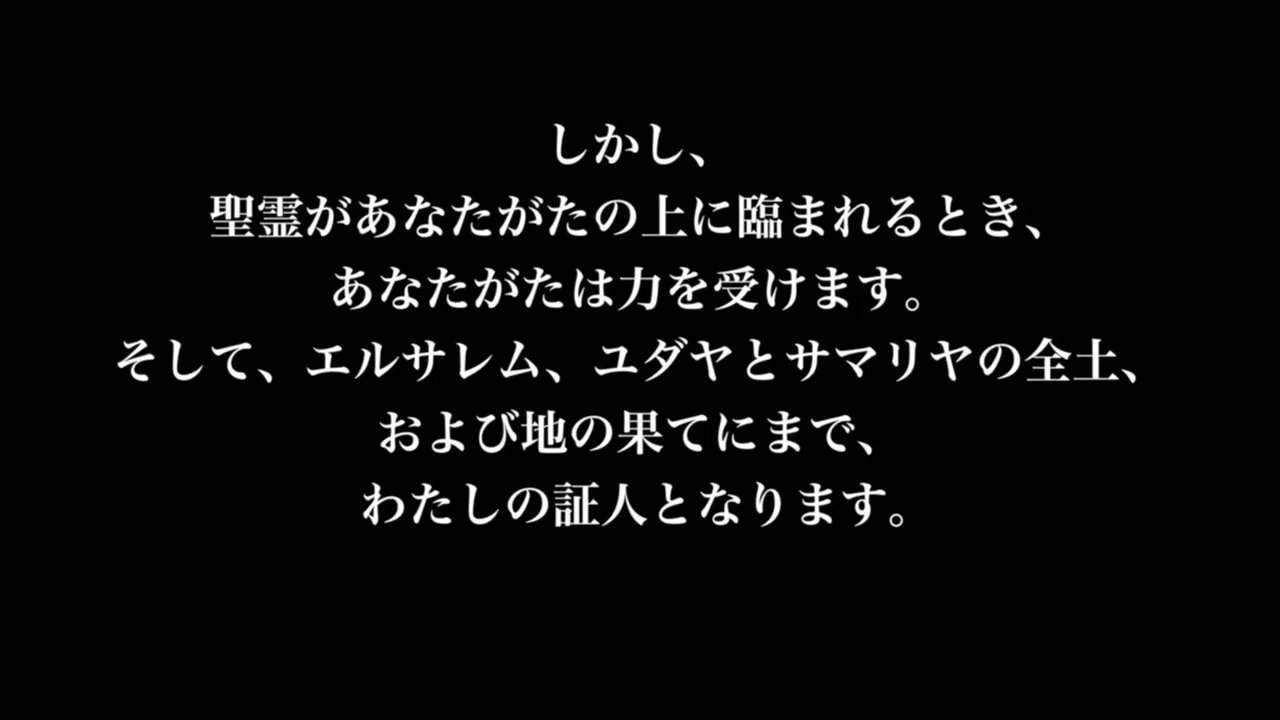 しかし、
聖霊があなたがたの上に臨まれるとき、
あなたがたは力を受けます。
そして、エルサレム、ユダヤとサマリヤの全土、
および地の果てにまで、
わたしの証人となります。